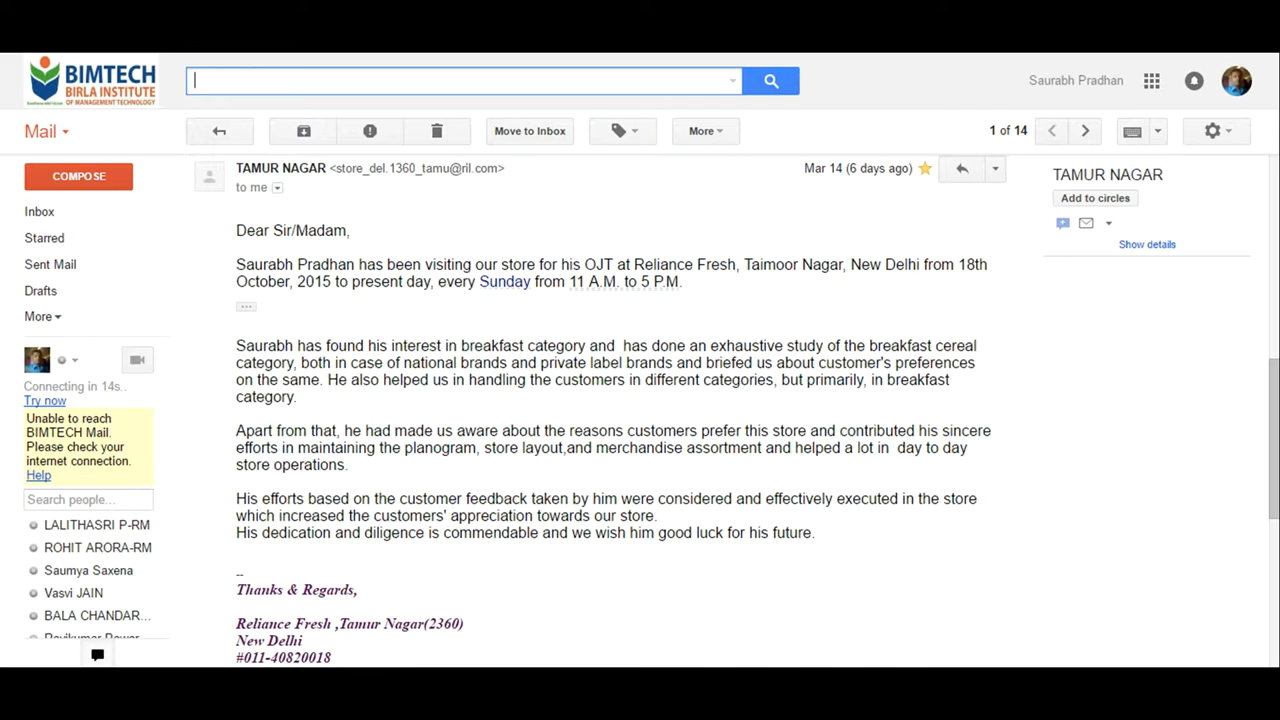 BIMTECH
BIRLA INSTITUTE
OF MANAGEMENT TECHNOLOGY
Saurabh Pradhan
Mail
Move to Inbox
More
1 of 14
COMPOSE
Inbox
Starred
Sent Mail
Drafts
More
Connecting in 14s..
Try now
Unable to reach
BIMTECH Mail.
Please check your
internet connection.
Help
Search people...
LALITHASRI P-RM
ROHIT ARORA-RM
Saumya Saxena
Vasvi JAIN
BALA CHANDAR...
TAMUR NAGAR <store_del.1360_tamu@ril.com>
Mar 14 (6 days ago)
to me
Dear Sir/Madam,
Saurabh Pradhan has been visiting our store for his OJT at Reliance Fresh, Taimoor Nagar, New Delhi from 18th
October, 2015 to present day, every Sunday from 11 A.M. to 5 P.M.
...
Saurabh has found his interest in breakfast category and  has done an exhaustive study of the breakfast cereal
category, both in case of national brands and private label brands and briefed us about customer's preferences
on the same. He also helped us in handling the customers in different categories, but primarily, in breakfast
category.
Apart from that, he had made us aware about the reasons customers prefer this store and contributed his sincere
efforts in maintaining the planogram, store layout,and merchandise assortment and helped a lot in  day to day
store operations.
His efforts based on the customer feedback taken by him were considered and effectively executed in the store
which increased the customers' appreciation towards our store.
His dedication and diligence is commendable and we wish him good luck for his future.
--
Thanks & Regards,
Reliance Fresh ,Tamur Nagar(2360)
New Delhi
#011-40820018
TAMUR NAGAR
Add to circles
Show details